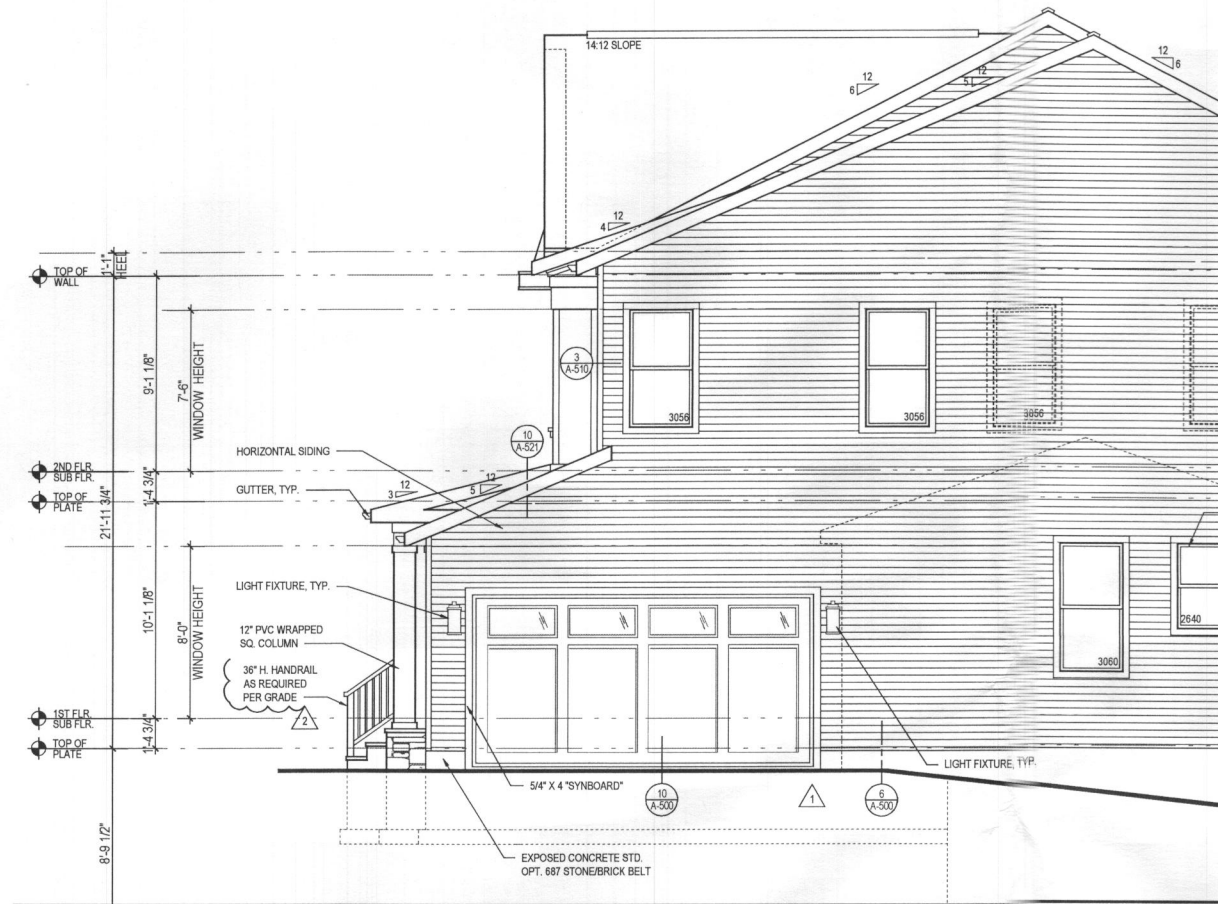 14:12 SLOPE
12
6
12
5
12
6
12
4
1'-1"
HEEL
TOP OF
WALL
9'-1 1/8"
7'-6"
WINDOW HEIGHT
3
A-510
3056
3056
3056
10
A-521
HORIZONTAL SIDING
2ND FLR.
SUB FLR.
1'-4 3/4"
GUTTER, TYP.
12
3
12
5
TOP OF
PLATE
21'-11 3/4"
10'-1 1/8"
8'-0"
WINDOW HEIGHT
LIGHT FIXTURE, TYP.
12" PVC WRAPPED
SQ. COLUMN
36" H. HANDRAIL
AS REQUIRED
PER GRADE
2
2640
3060
1ST FLR.
SUB FLR.
1'-4 3/4"
TOP OF
PLATE
LIGHT FIXTURE, TYP.
5/4" X 4 "SYNBOARD"
10
A-500
1
6
A-500
8'-9 1/2"
EXPOSED CONCRETE STD.
OPT. 687 STONE/BRICK BELT